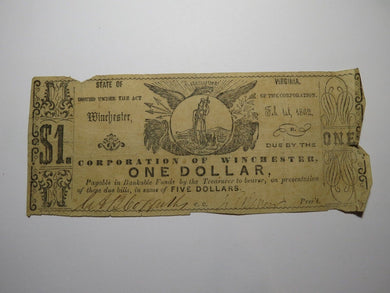 STATE OF VIRGINIA.
ISSUED UNDER THE ACT OF THE CORPORATION.
Winchester, 1862
$1. DUE BY THE ONE
CORPORATION OF WINCHESTER,
ONE DOLLAR,
Payable in Bankable Funds by the Treasurer to bearer, on presentation
of these due bills, in sums of FIVE DOLLARS.
Pres't.